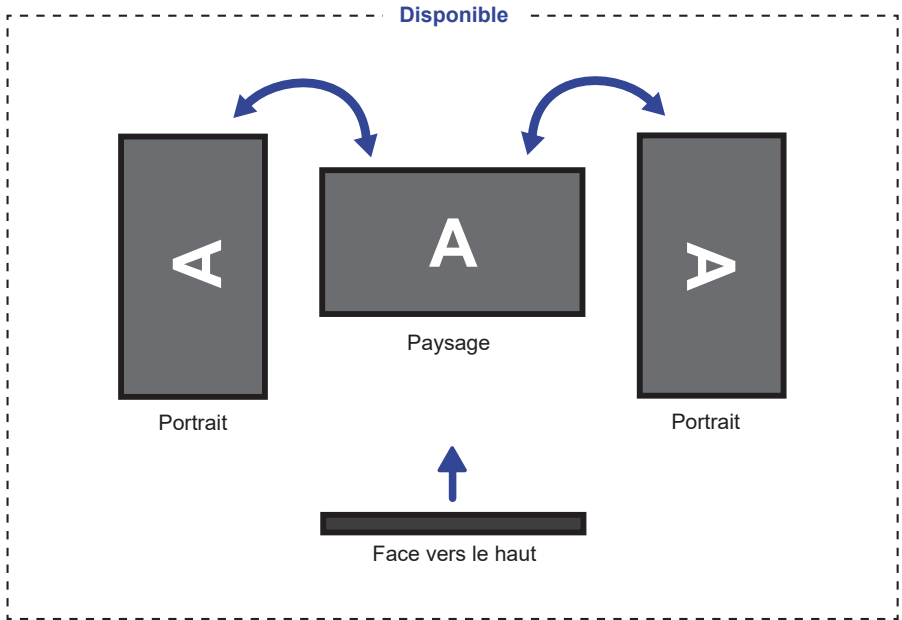 Disponible
A
A
A
Paysage
Portrait
Portrait
Face vers le haut